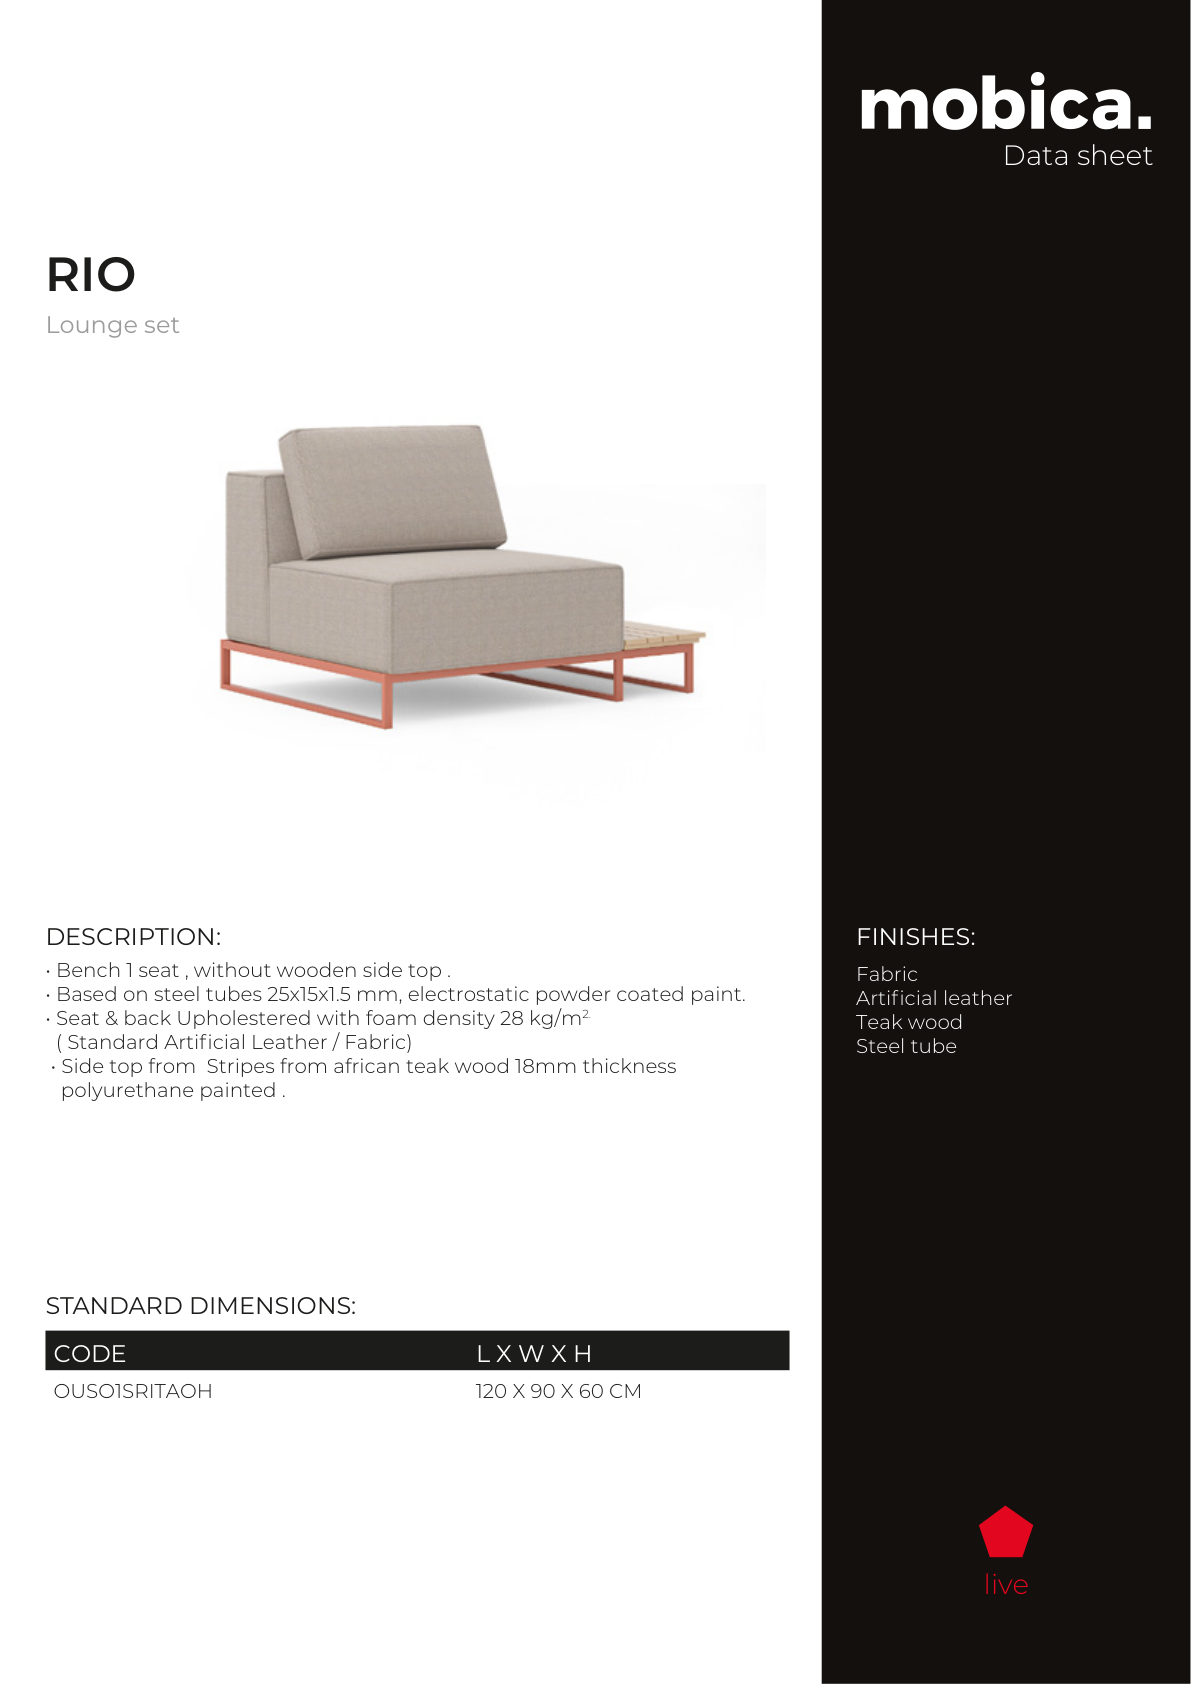 mobica.
Data sheet
RIO
Lounge set
DESCRIPTION:
• Bench 1 seat , without wooden side top .
• Based on steel tubes 25x15x1.5 mm, electrostatic powder coated paint.
• Seat & back Upholestered with foam density 28 kg/m²
( Standard Artificial Leather / Fabric)
• Side top from Stripes from african teak wood 18mm thickness
polyurethane painted .
FINISHES:
Fabric
Artificial leather
Teak wood
Steel tube
STANDARD DIMENSIONS:
CODE L X W X H
OUSO1SRITAOH 120 X 90 X 60 CM
live